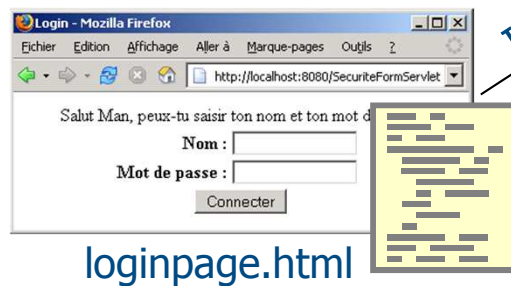 Login - Mozilla Firefox
Fichier Edition Affichage Aller à Marque-pages Outils ?
http://localhost:8080/SecuriteFormServlet
Salut Man, peux-tu saisir ton nom et ton mot d
Nom :
Mot de passe :
Connecter
loginpage.html